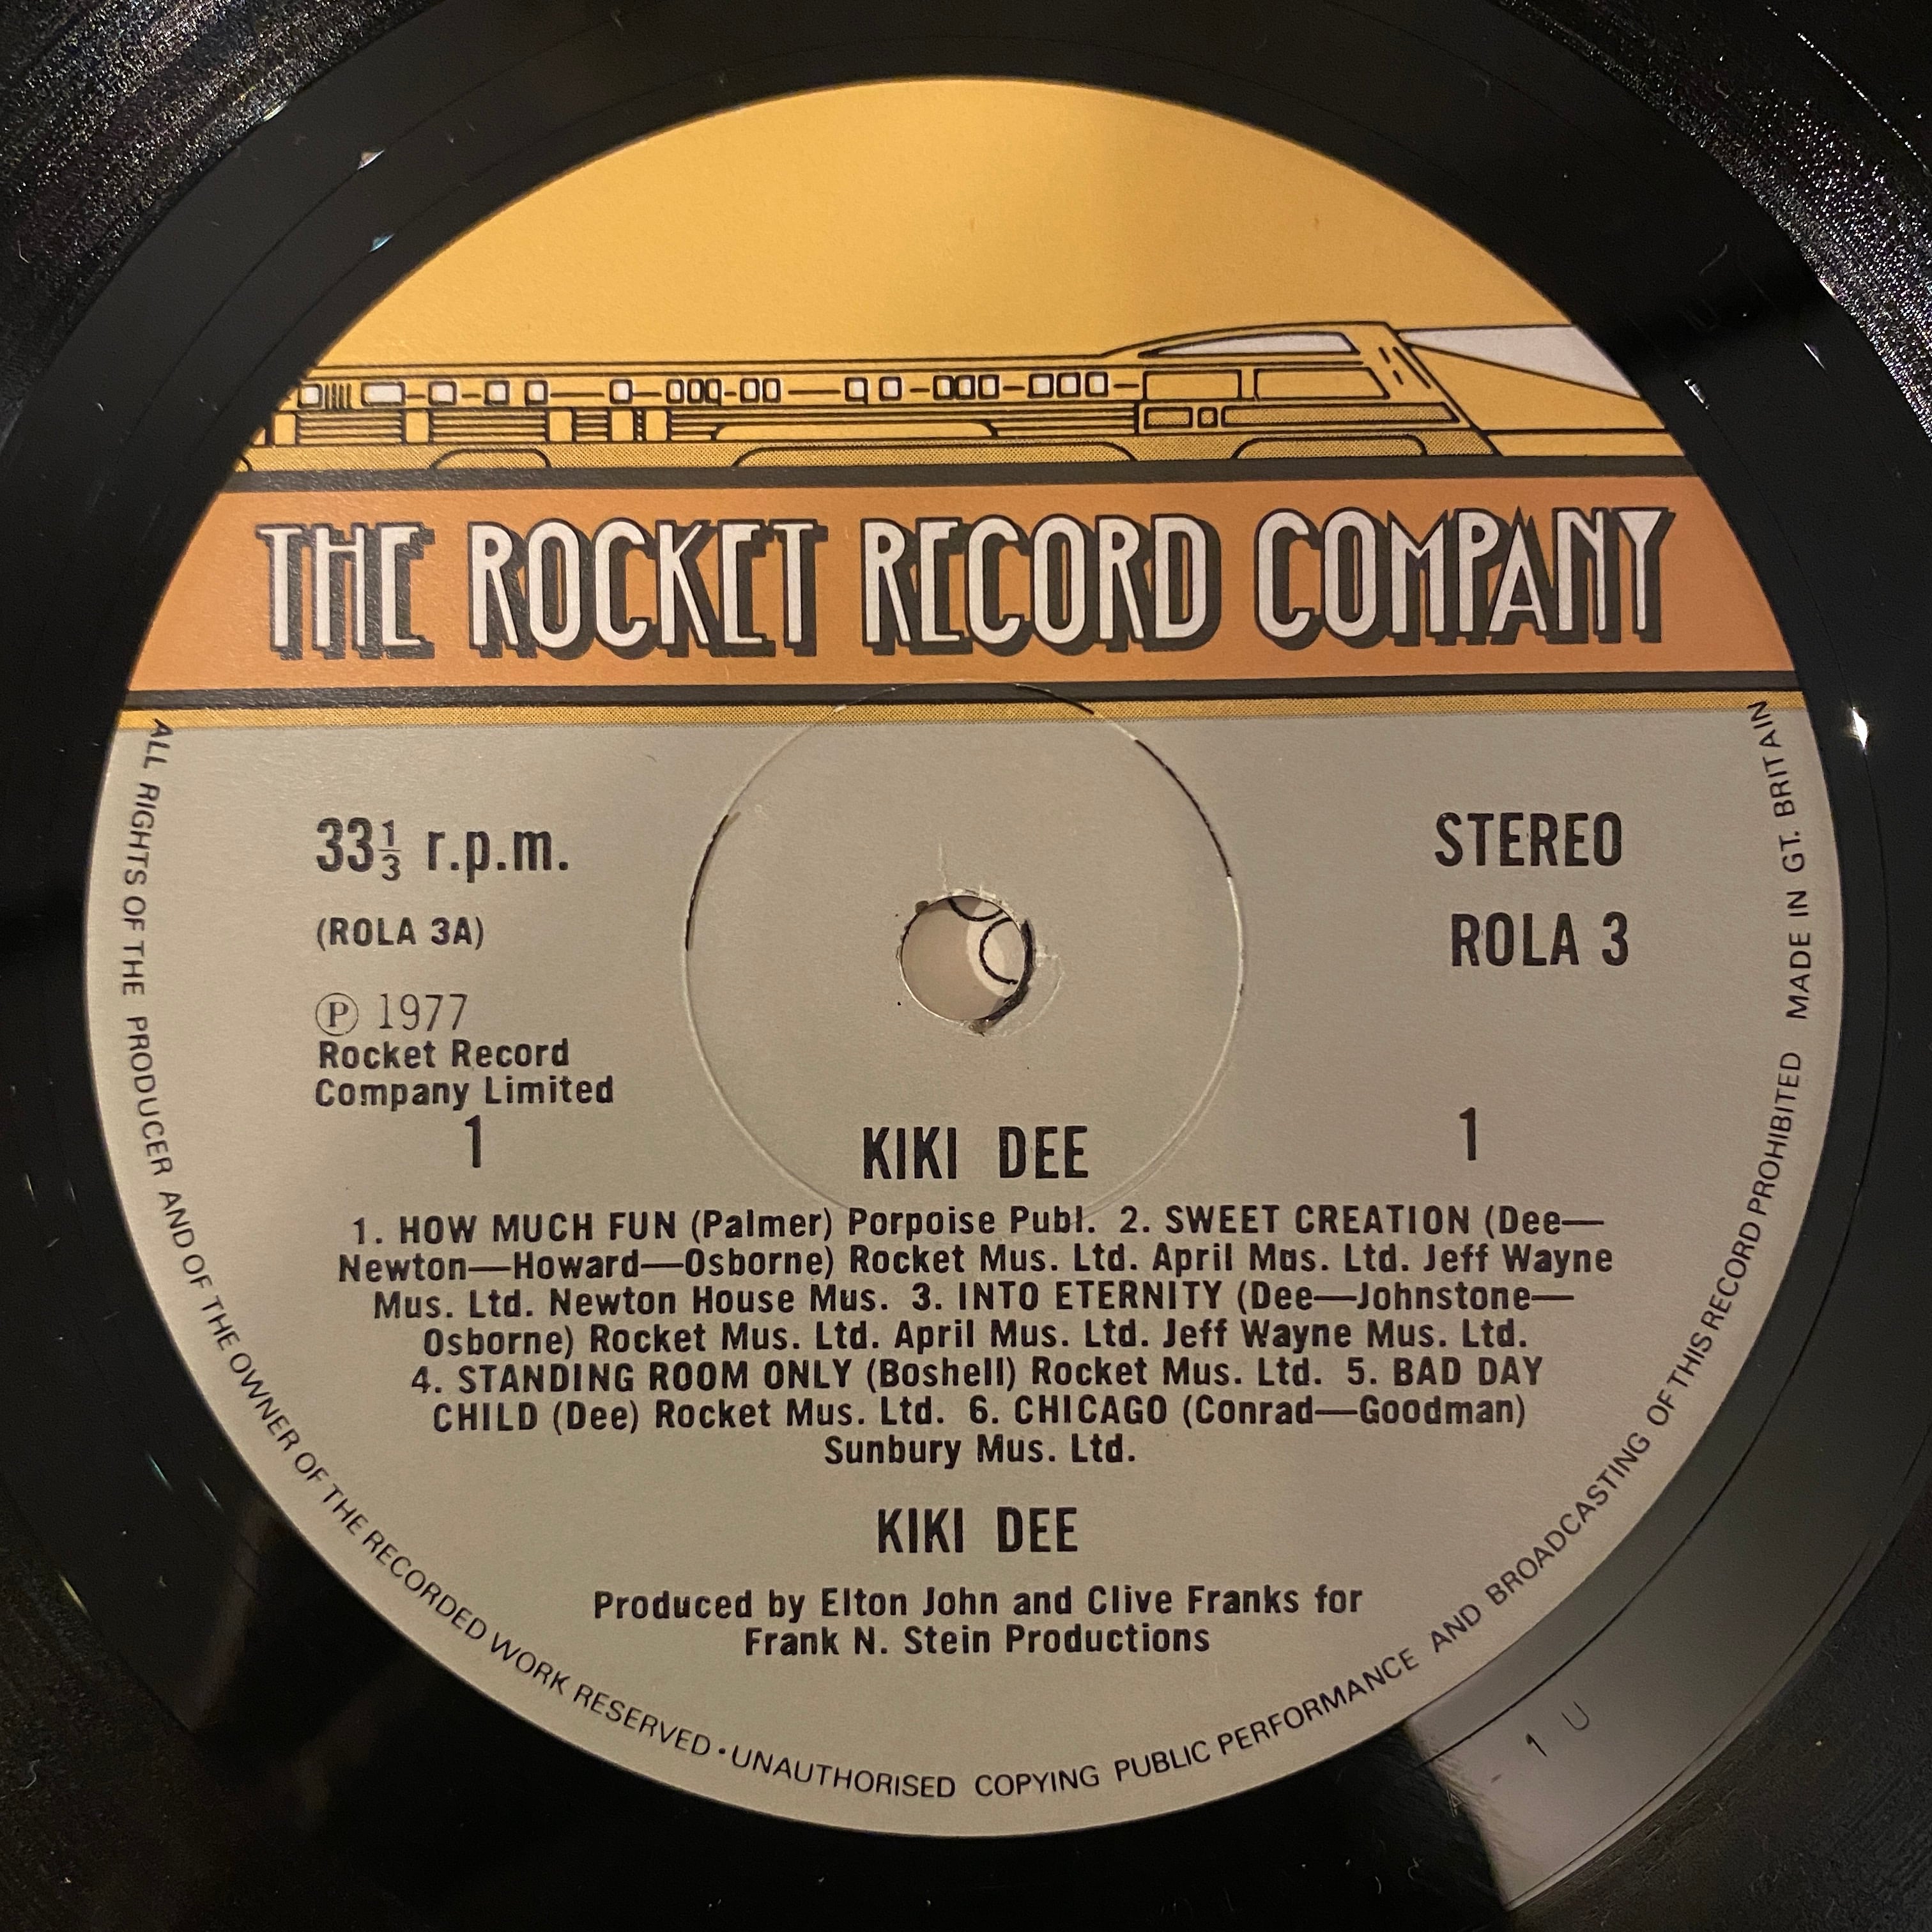 THE ROCKET RECORD COMPANY
33⅓ r.p.m.
STEREO
(ROLA 3A)
ROLA 3
Ⓟ 1977
Rocket Record
Company Limited
1
KIKI DEE
1
1. HOW MUCH FUN (Palmer) Porpoise Publ. 2. SWEET CREATION (Dee—
Newton—Howard—Osborne) Rocket Mus. Ltd. April Mus. Ltd. Jeff Wayne
Mus. Ltd. Newton House Mus. 3. INTO ETERNITY (Dee—Johnstone—
Osborne) Rocket Mus. Ltd. April Mus. Ltd. Jeff Wayne Mus. Ltd.
4. STANDING ROOM ONLY (Boshell) Rocket Mus. Ltd. 5. BAD DAY
CHILD (Dee) Rocket Mus. Ltd. 6. CHICAGO (Conrad—Goodman)
Sunbury Mus. Ltd.
KIKI DEE
Produced by Elton John and Clive Franks for
Frank N. Stein Productions
ALL RIGHTS OF THE PRODUCER AND OF THE OWNER OF THE RECORDED WORK RESERVED • UNAUTHORISED COPYING PUBLIC PERFORMANCE AND BROADCASTING OF THIS RECORD PROHIBITED MADE IN GT. BRITAIN
1 U